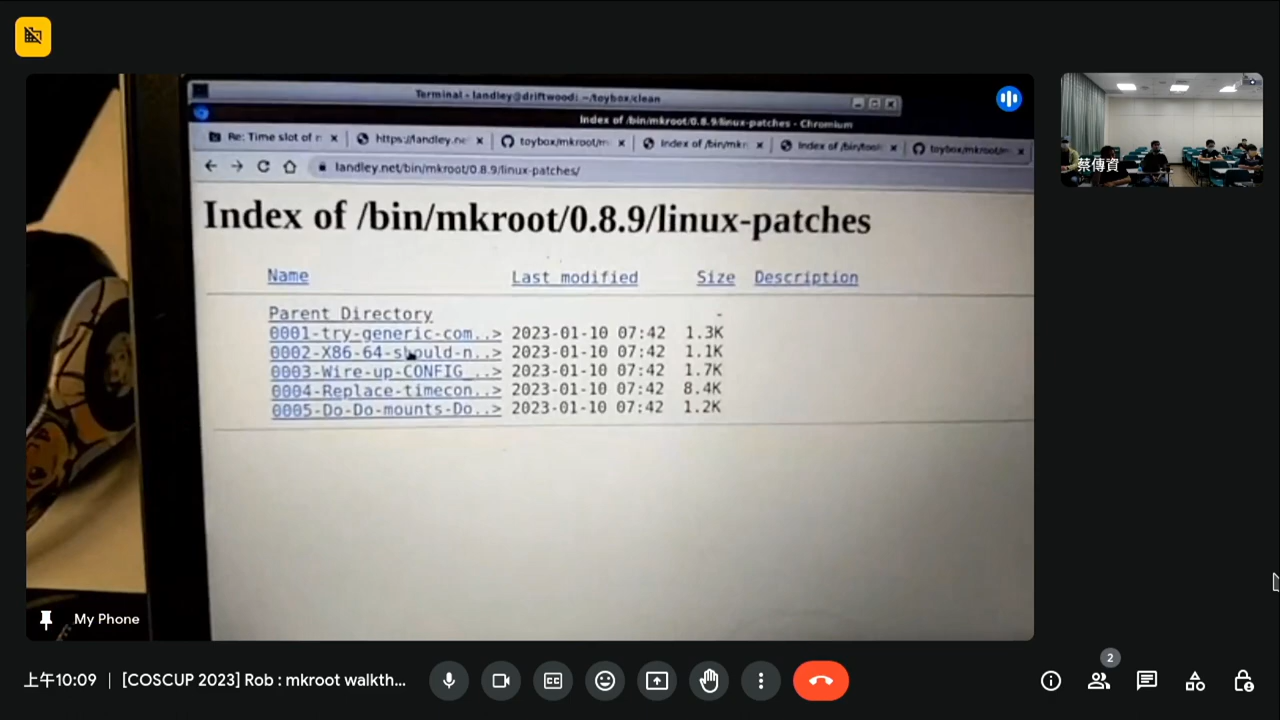 Terminal - landley@driftwood: ~/toybox/clean
Index of /bin/mkroot/0.8.9/linux-patches - Chromium
Re: Time slot of
https://landley.ne
toybox/mkroot/m
Index of /bin/mkr
Index of /bin/tool
toybox/mkroot/m
landley.net/bin/mkroot/0.8.9/linux-patches/
Index of /bin/mkroot/0.8.9/linux-patches
Name Last modified Size Description
Parent Directory -
0001-try-generic-com..> 2023-01-10 07:42 1.3K
0002-X86-64-should-n..> 2023-01-10 07:42 1.1K
0003-Wire-up-CONFIG_..> 2023-01-10 07:42 1.7K
0004-Replace-timecon..> 2023-01-10 07:42 8.4K
0005-Do-Do-mounts-Do..> 2023-01-10 07:42 1.2K
蔡傳資
My Phone
上午10:09 | [COSCUP 2023] Rob : mkroot walkth...
2